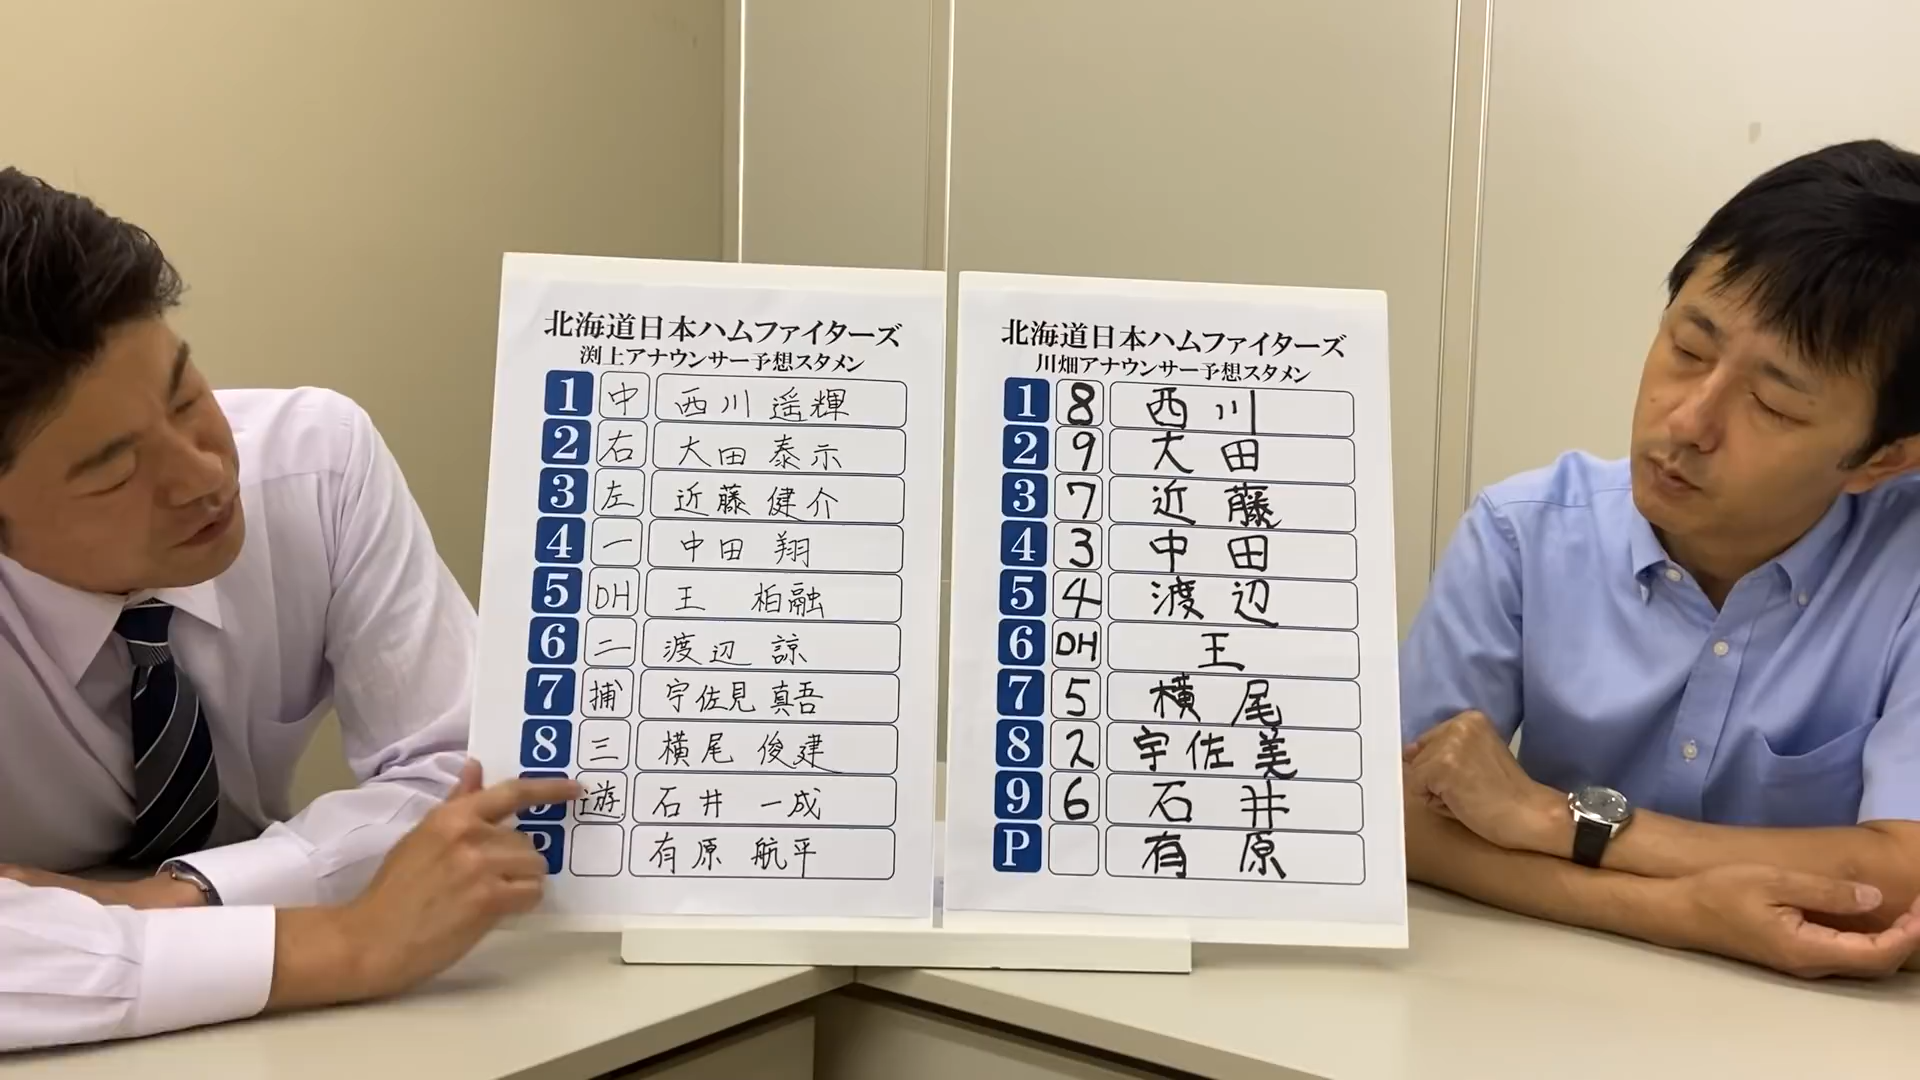 北海道日本ハムファイターズ
渕上アナウンサー予想スタメン
1 中 西川 遥輝
2 右 大田 泰示
3 左 近藤 健介
4 一 中田 翔
5 DH 王 柏融
6 二 渡辺 諒
7 捕 宇佐見 真吾
8 三 横尾 俊建
9 遊 石井 一成
P 有原 航平
北海道日本ハムファイターズ
川畑アナウンサー予想スタメン
1 8 西川
2 9 大田
3 7 近藤
4 3 中田
5 4 渡辺
6 DH 王
7 5 横尾
8 2 宇佐美
9 6 石井
P 有原